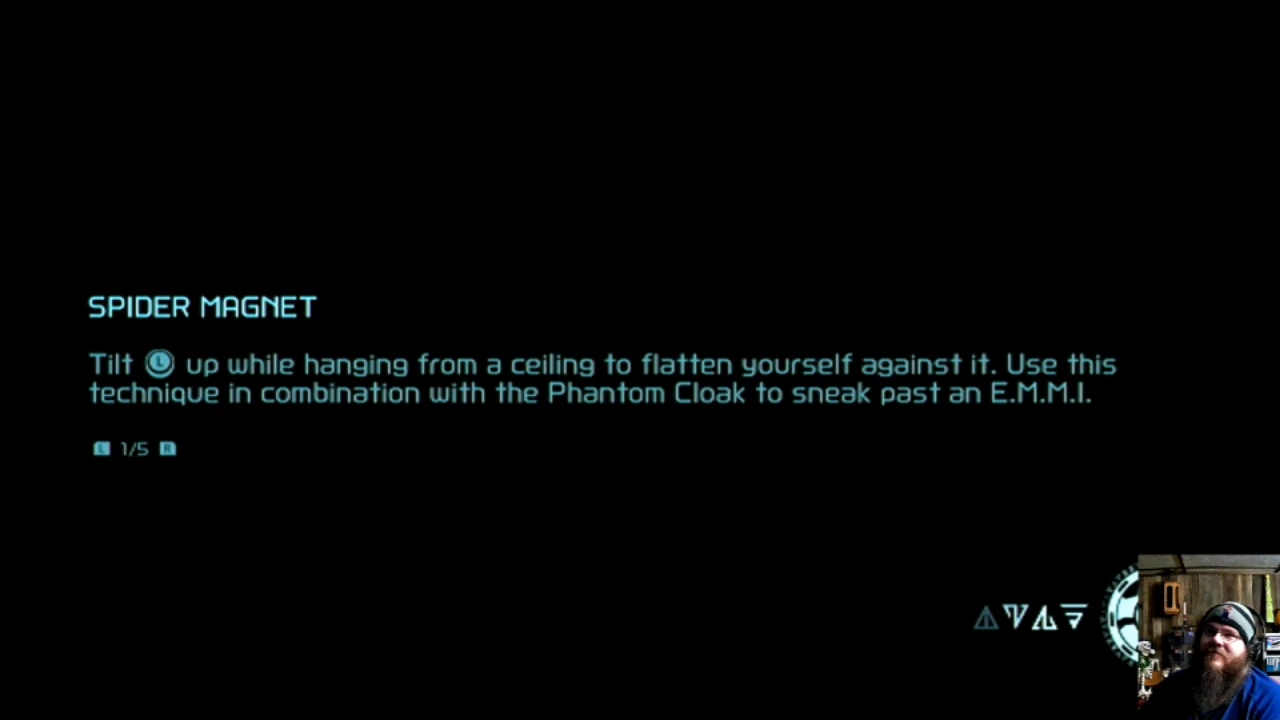 SPIDER MAGNET
Tilt L up while hanging from a ceiling to flatten yourself against it. Use this
technique in combination with the Phantom Cloak to sneak past an E.M.M.I.
L 1/5 R